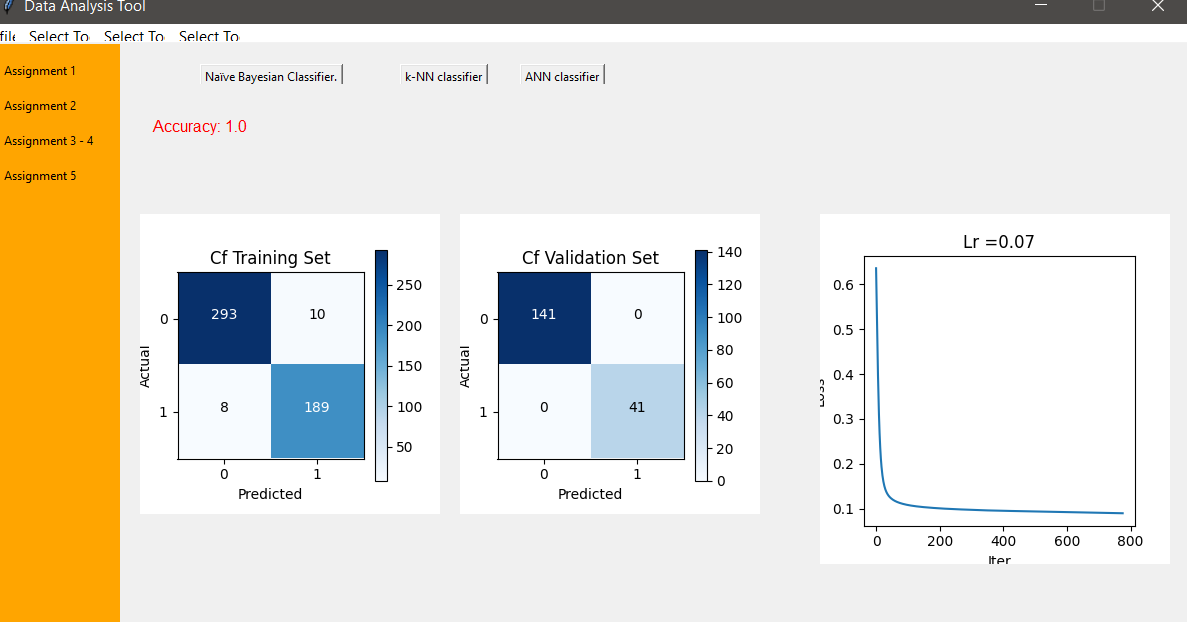 Data Analysis Tool
file Select To Select To Select To
Assignment 1
Assignment 2
Assignment 3 - 4
Assignment 5
Naïve Bayesian Classifier. k-NN classifier ANN classifier
Accuracy: 1.0
Cf Training Set
293 10
8 189
0
1
Actual
0 1
Predicted
250
200
150
100
50
Cf Validation Set
141 0
0 41
0
1
Actual
0 1
Predicted
140
120
100
80
60
40
20
0
Lr =0.07
0.6
0.5
0.4
0.3
0.2
0.1
Loss
0 200 400 600 800
Iter